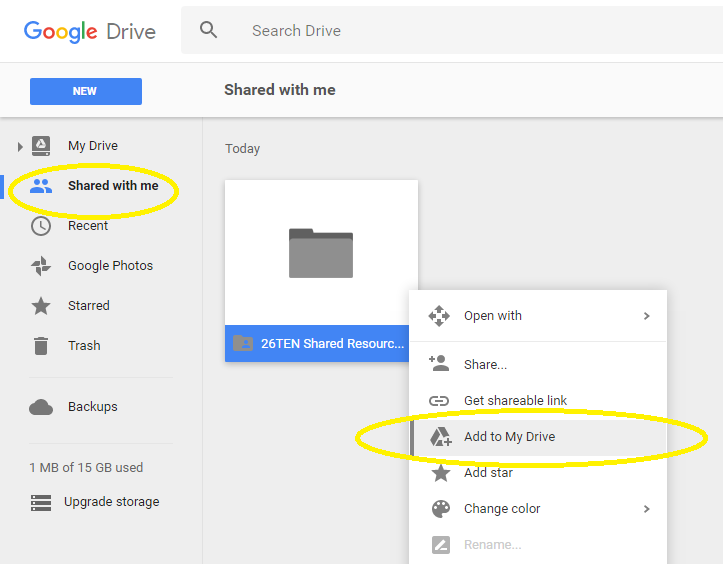 Google Drive
Search Drive
NEW
Shared with me
My Drive
Shared with me
Recent
Google Photos
Starred
Trash
Backups
1 MB of 15 GB used
Upgrade storage
Today
26TEN Shared Resourc...
Open with
Share...
Get shareable link
Add to My Drive
Add star
Change color
Rename...